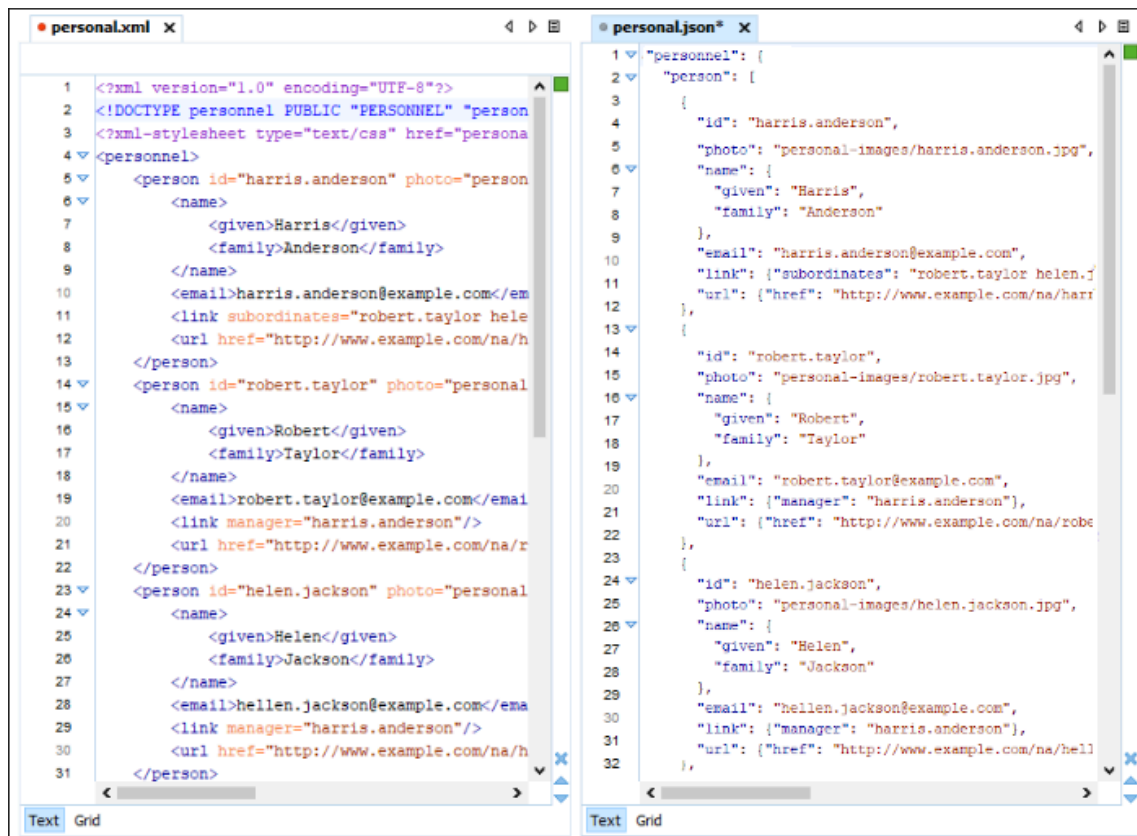 personal.xml
1 <?xml version="1.0" encoding="UTF-8"?>
2 <!DOCTYPE personnel PUBLIC "PERSONNEL" "person
3 <?xml-stylesheet type="text/css" href="persona
4 <personnel>
5 <person id="harris.anderson" photo="person
6 <name>
7 <given>Harris</given>
8 <family>Anderson</family>
9 </name>
10 <email>harris.anderson@example.com</em
11 <link subordinates="robert.taylor hele
12 <url href="http://www.example.com/na/h
13 </person>
14 <person id="robert.taylor" photo="personal
15 <name>
16 <given>Robert</given>
17 <family>Taylor</family>
18 </name>
19 <email>robert.taylor@example.com</emai
20 <link manager="harris.anderson"/>
21 <url href="http://www.example.com/na/r
22 </person>
23 <person id="helen.jackson" photo="personal
24 <name>
25 <given>Helen</given>
26 <family>Jackson</family>
27 </name>
28 <email>hellen.jackson@example.com</ema
29 <link manager="harris.anderson"/>
30 <url href="http://www.example.com/na/h
31 </person>
Text Grid
personal.json*
1 "personnel": {
2 "person": [
3 {
4 "id": "harris.anderson",
5 "photo": "personal-images/harris.anderson.jpg",
6 "name": {
7 "given": "Harris",
8 "family": "Anderson"
9 },
10 "email": "harris.anderson@example.com",
11 "link": {"subordinates": "robert.taylor helen.j
12 "url": {"href": "http://www.example.com/na/harr
},
13 {
14 "id": "robert.taylor",
15 "photo": "personal-images/robert.taylor.jpg",
16 "name": {
17 "given": "Robert",
18 "family": "Taylor"
19 },
20 "email": "robert.taylor@example.com",
21 "link": {"manager": "harris.anderson"},
22 "url": {"href": "http://www.example.com/na/robe
},
23 {
24 "id": "helen.jackson",
25 "photo": "personal-images/helen.jackson.jpg",
26 "name": {
27 "given": "Helen",
28 "family": "Jackson"
29 },
30 "email": "hellen.jackson@example.com",
31 "link": {"manager": "harris.anderson"},
32 "url": {"href": "http://www.example.com/na/hell
},
Text Grid